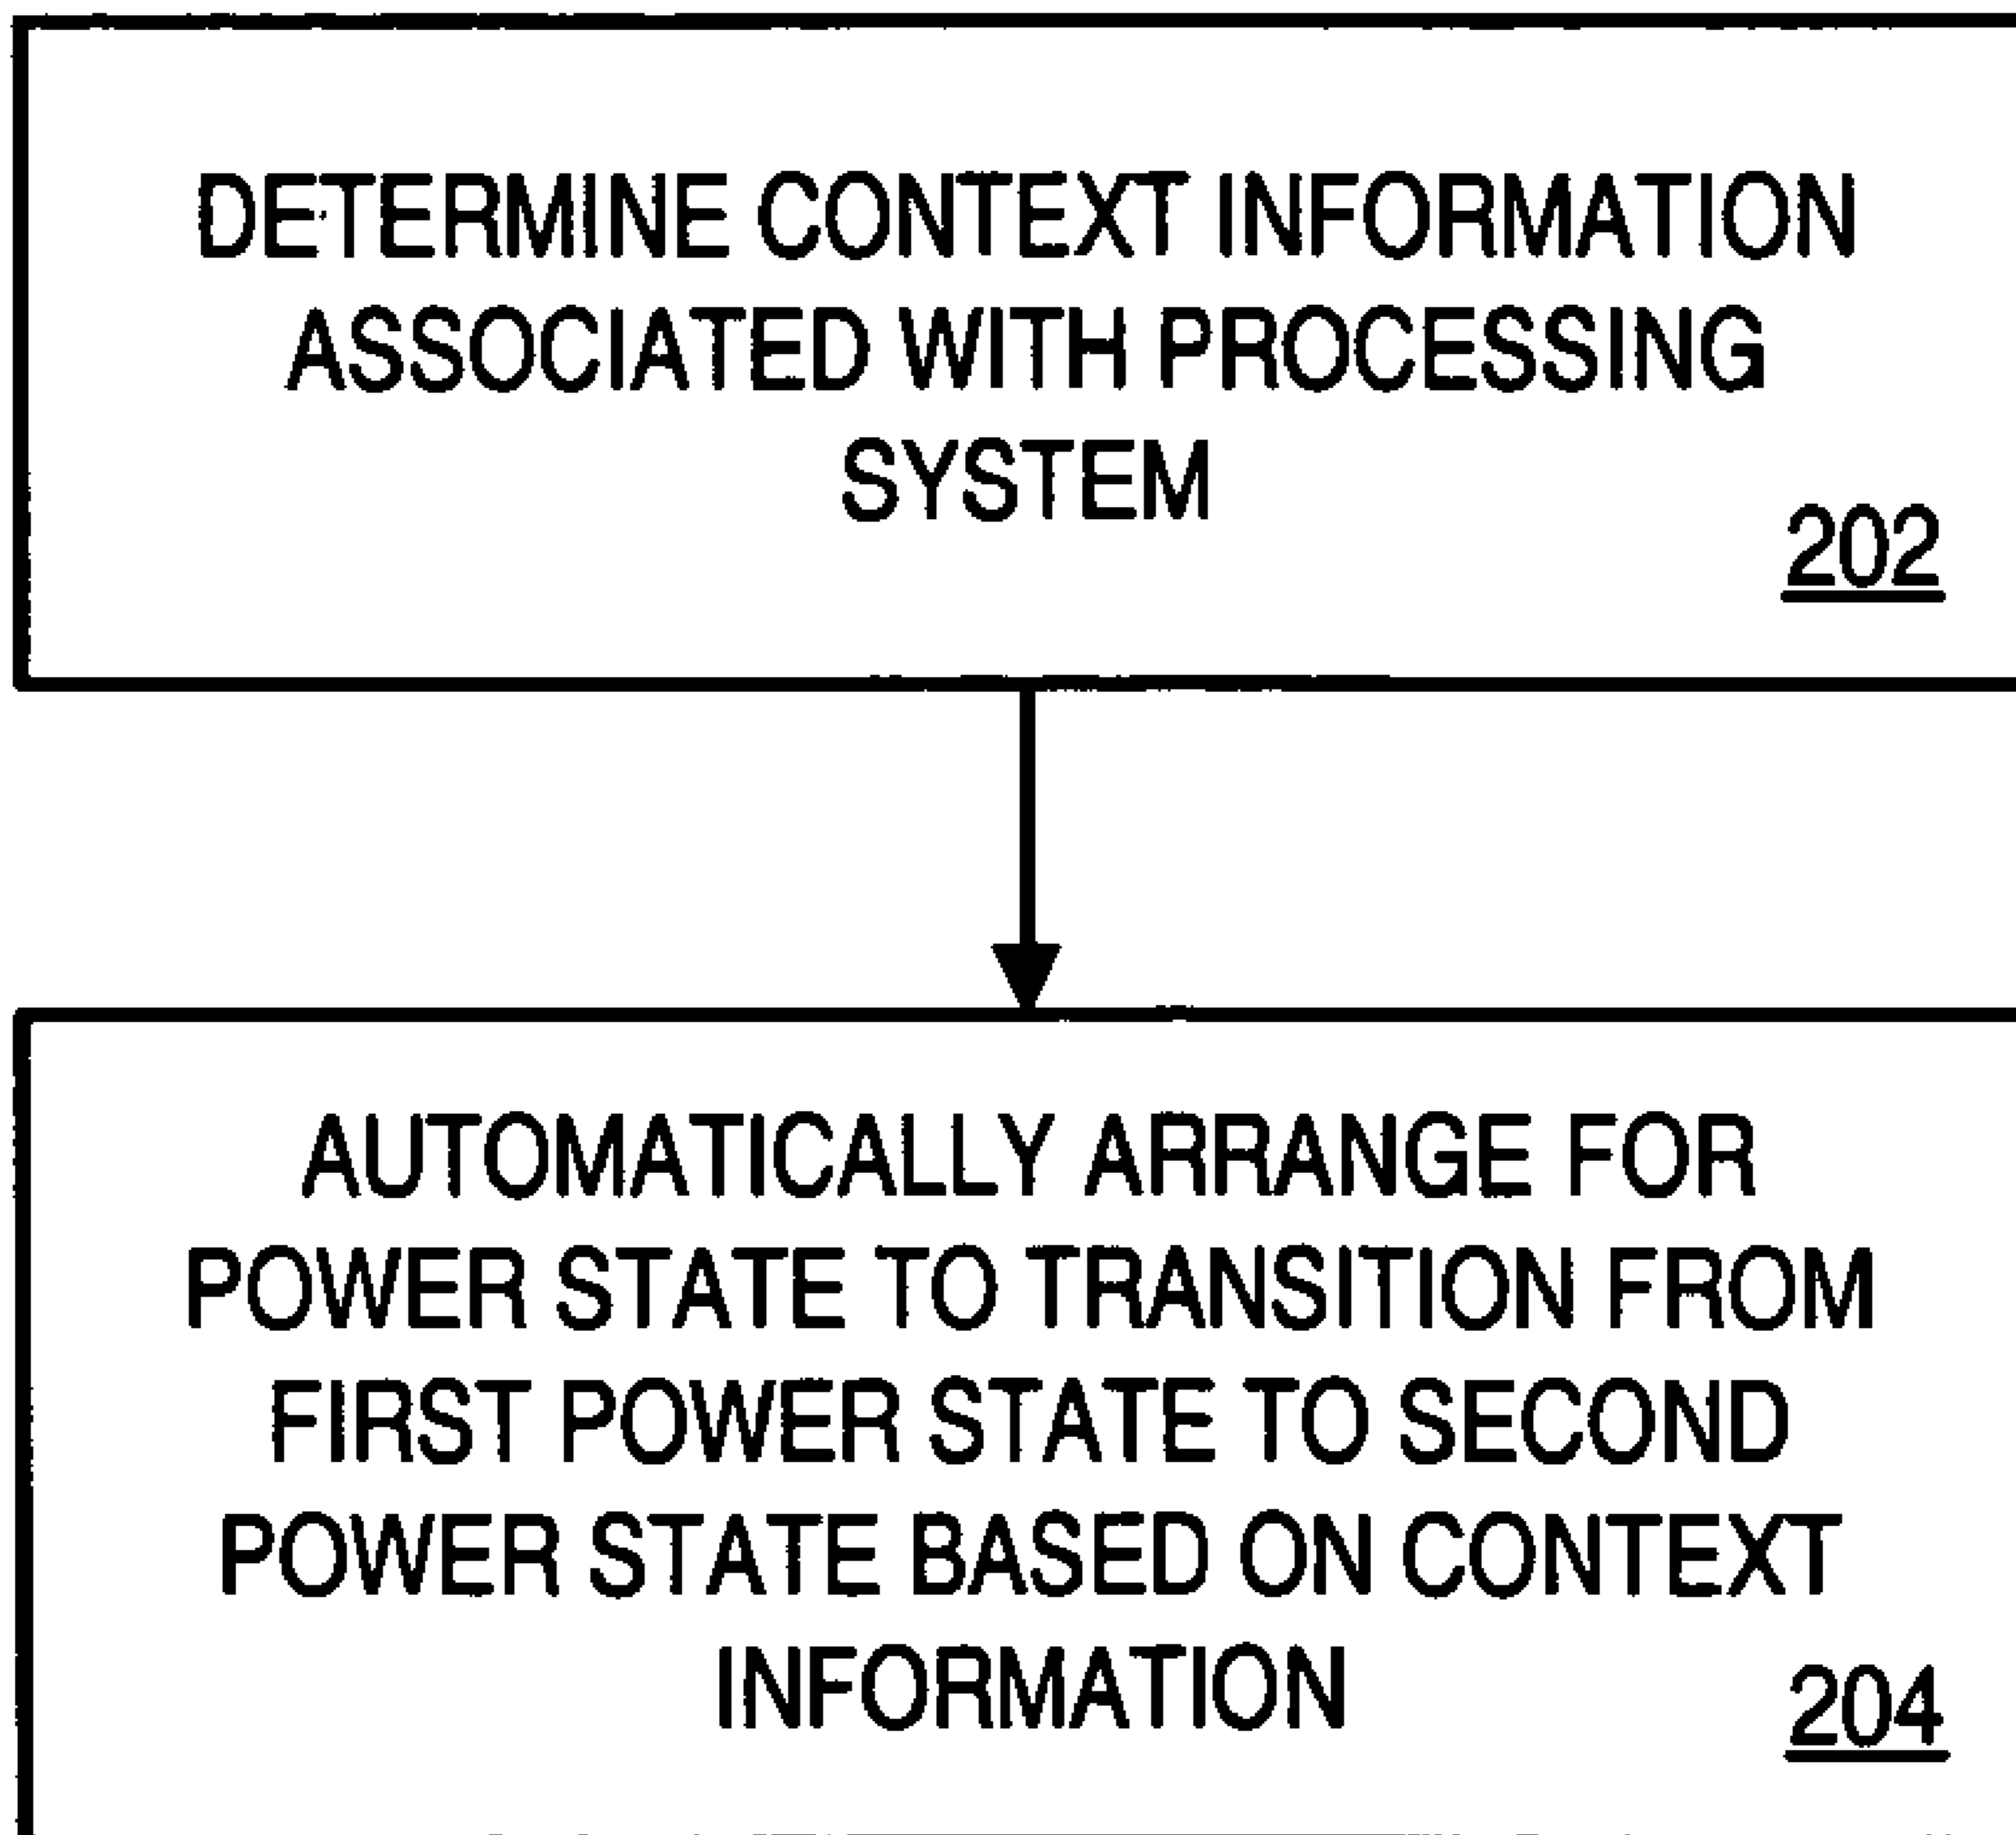 DETERMINE CONTEXT INFORMATION
ASSOCIATED WITH PROCESSING
SYSTEM
202
AUTOMATICALLY ARRANGE FOR
POWER STATE TO TRANSITION FROM
FIRST POWER STATE TO SECOND
POWER STATE BASED ON CONTEXT
INFORMATION
204